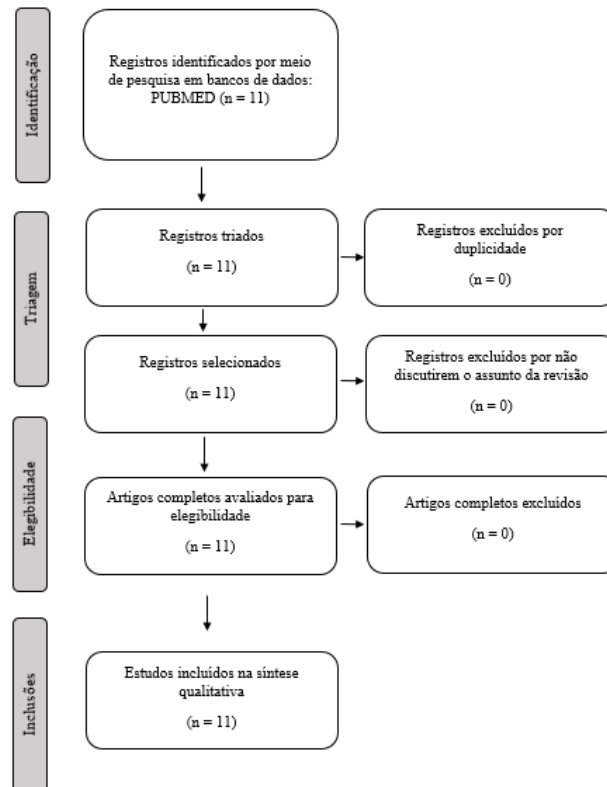 Identificação
Registros identificados por meio
de pesquisa em bancos de dados:
PUBMED (n = 11)
Triagem
Registros triados
(n = 11)
Registros excluídos por
duplicidade
(n = 0)
Registros selecionados
(n = 11)
Registros excluídos por não
discutirem o assunto da revisão
(n = 0)
Elegibilidade
Artigos completos avaliados para
elegibilidade
(n = 11)
Artigos completos excluídos
(n = 0)
Inclusões
Estudos incluídos na síntese
qualitativa
(n = 11)